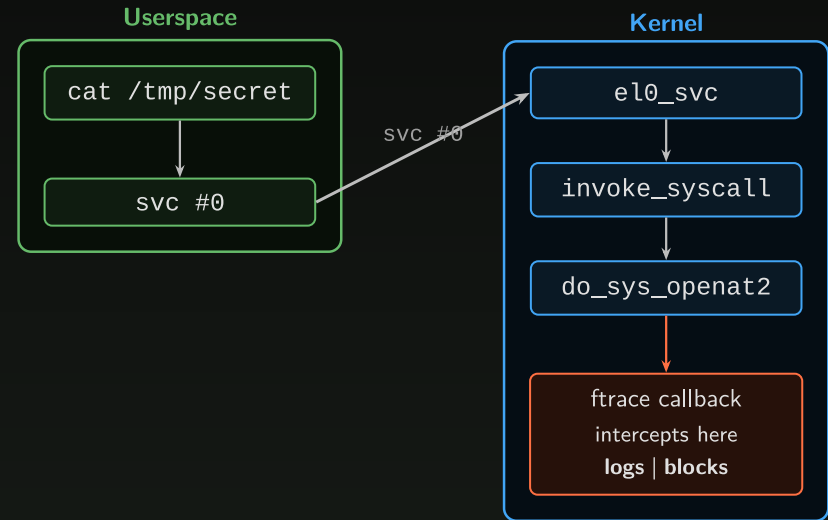 Userspace
cat /tmp/secret
svc #0
svc #0
Kernel
el0_svc
invoke_syscall
do_sys_openat2
ftrace callback
intercepts here
logs | blocks